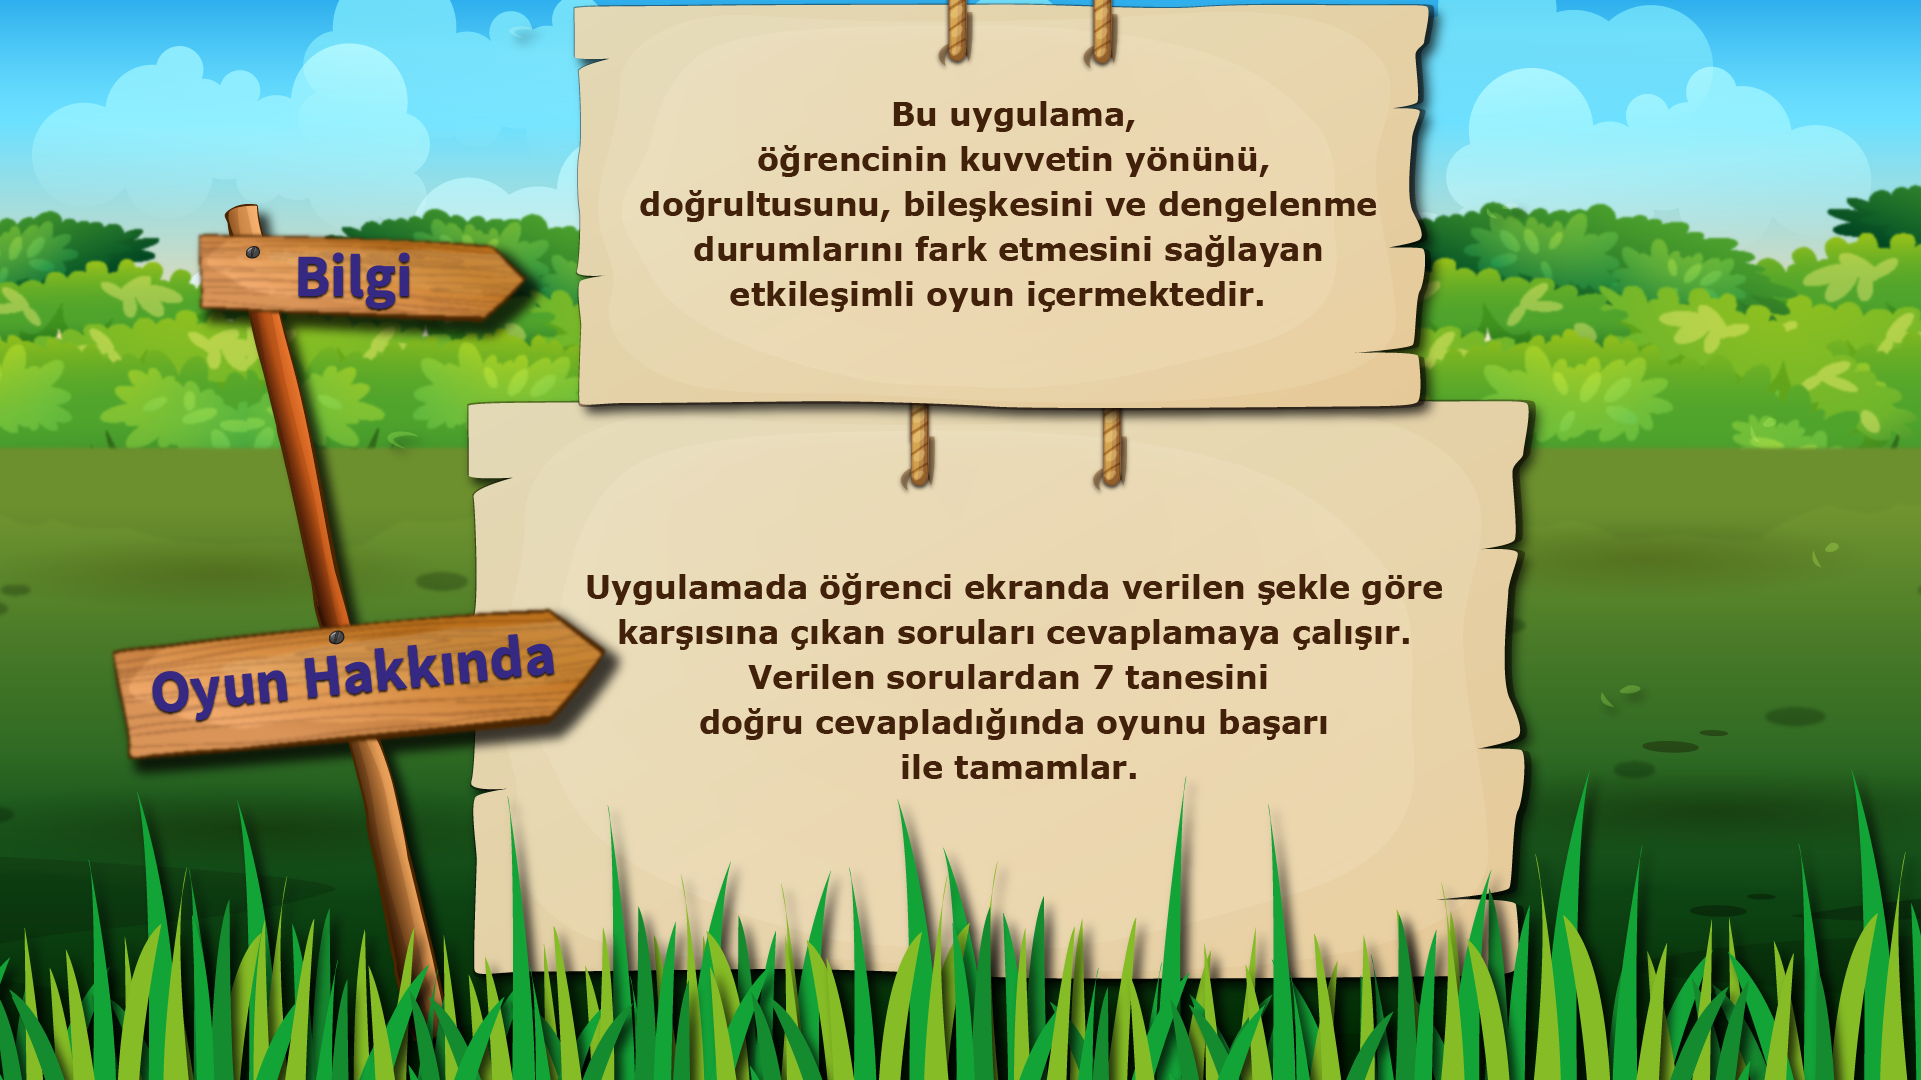 Bilgi
Bu uygulama,
öğrencinin kuvvetin yönünü,
doğrultusunu, bileşkesini ve dengelenme
durumlarını fark etmesini sağlayan
etkileşimli oyun içermektedir.
Oyun Hakkında
Uygulamada öğrenci ekranda verilen şekle göre
karşısına çıkan soruları cevaplamaya çalışır.
Verilen sorulardan 7 tanesini
doğru cevapladığında oyunu başarı
ile tamamlar.